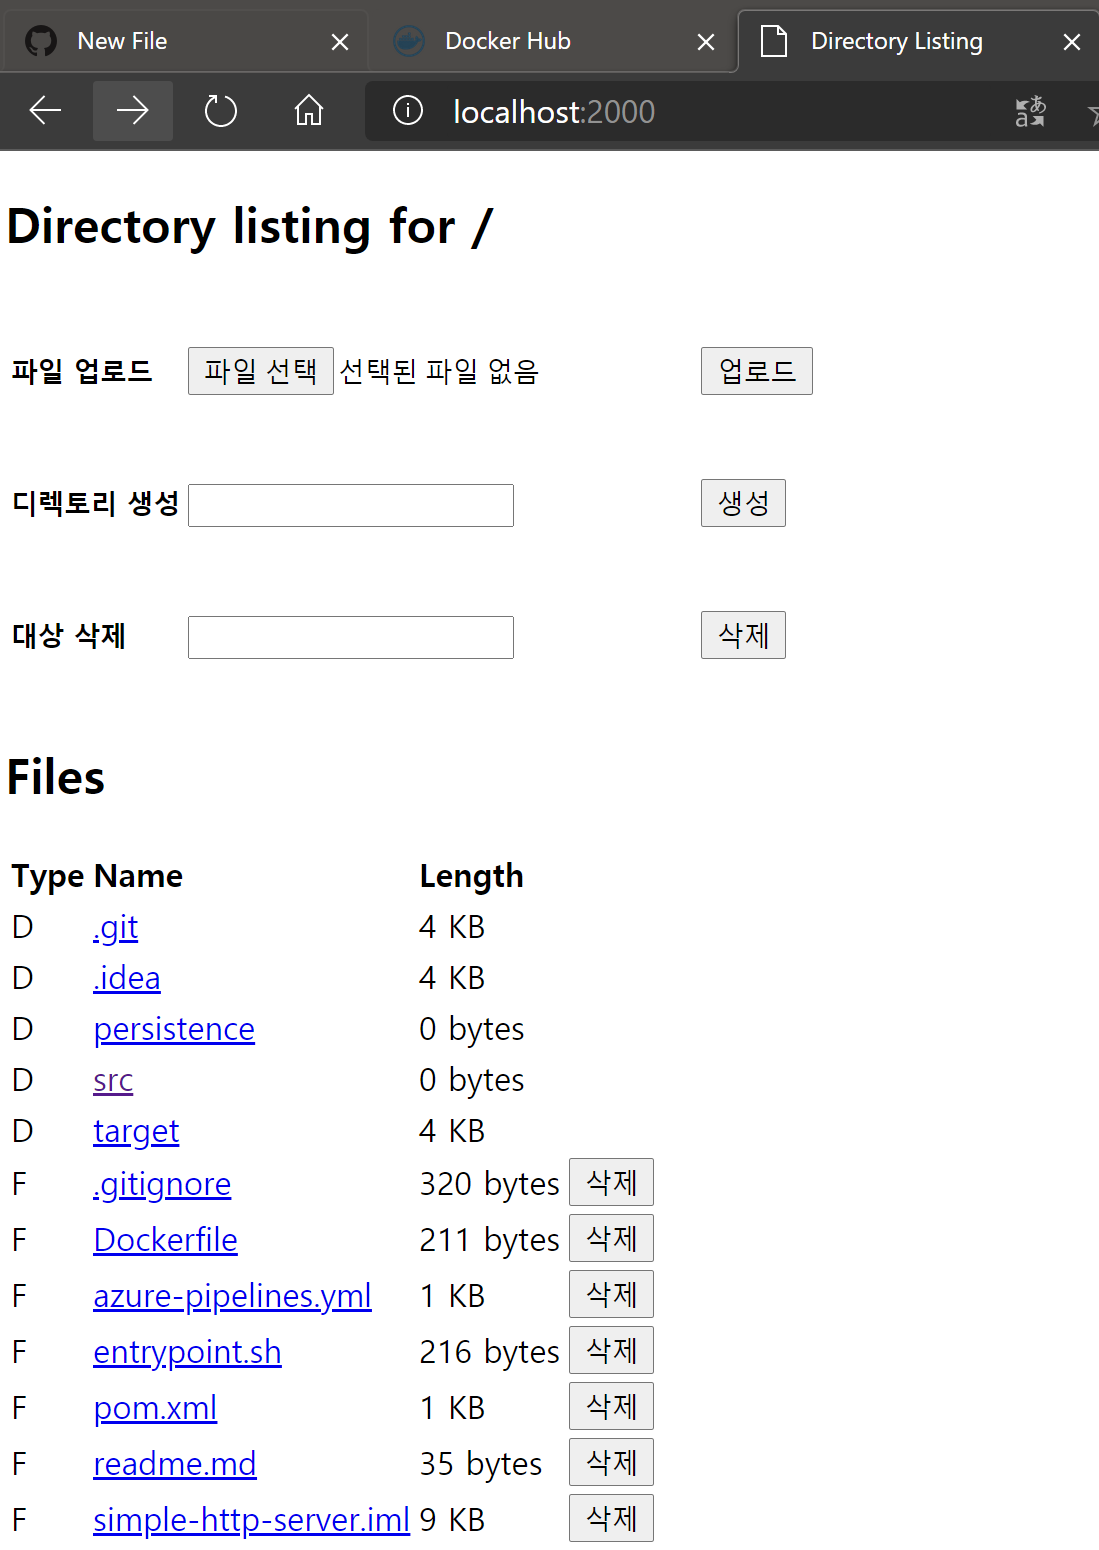 New File
Docker Hub
Directory Listing
localhost:2000
Directory listing for /
파일 업로드 파일 선택 선택된 파일 없음 업로드
디렉토리 생성 생성
대상 삭제 삭제
Files
Type Name Length
D .git 4 KB
D .idea 4 KB
D persistence 0 bytes
D src 0 bytes
D target 4 KB
F .gitignore 320 bytes 삭제
F Dockerfile 211 bytes 삭제
F azure-pipelines.yml 1 KB 삭제
F entrypoint.sh 216 bytes 삭제
F pom.xml 1 KB 삭제
F readme.md 35 bytes 삭제
F simple-http-server.iml 9 KB 삭제